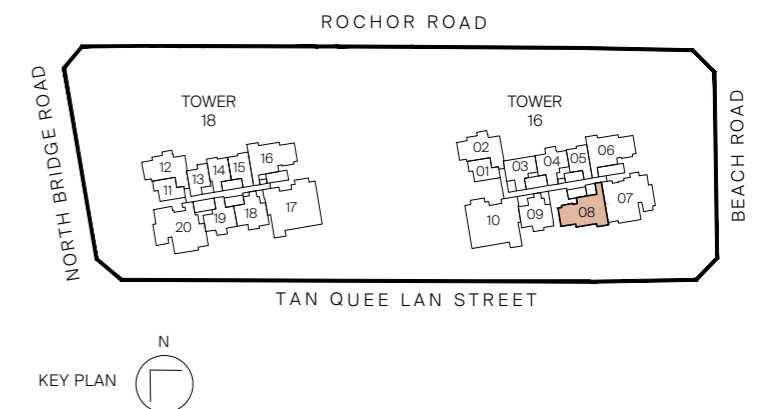 ROCHOR ROAD
NORTH BRIDGE ROAD
BEACH ROAD
TOWER
18
12
11
13
14
15
16
20
19
18
17
TOWER
16
02
01
03
04
05
06
10
09
08
07
TAN QUEE LAN STREET
N
KEY PLAN